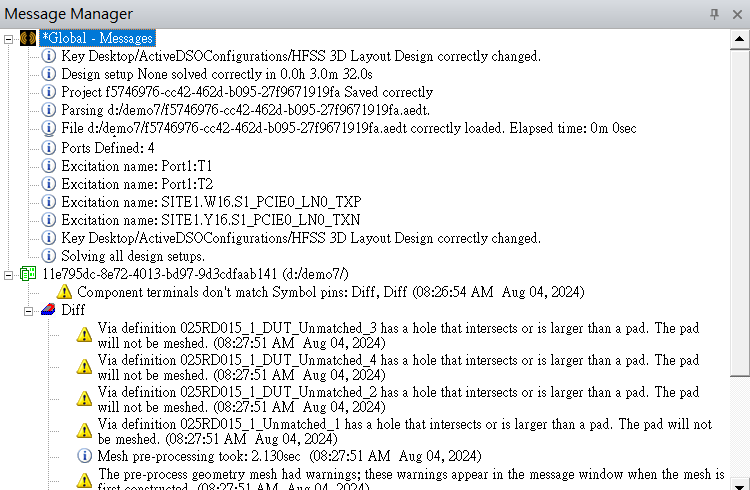 Message Manager
*Global - Messages
Key Desktop/ActiveDSOConfigurations/HFSS 3D Layout Design correctly changed.
Design setup None solved correctly in 0.0h 3.0m 32.0s
Project f5746976-cc42-462d-b095-27f9671919fa Saved correctly
Parsing d:/demo7/f5746976-cc42-462d-b095-27f9671919fa.aedt.
File d:/demo7/f5746976-cc42-462d-b095-27f9671919fa.aedt correctly loaded. Elapsed time: 0m 0sec
Ports Defined: 4
Excitation name: Port1:T1
Excitation name: Port1:T2
Excitation name: SITE1.W16.S1_PCIE0_LN0_TXP
Excitation name: SITE1.Y16.S1_PCIE0_LN0_TXN
Key Desktop/ActiveDSOConfigurations/HFSS 3D Layout Design correctly changed.
Solving all design setups.
11e795dc-8e72-4013-bd97-9d3cdfaab141 (d:/demo7/)
Component terminals don't match Symbol pins: Diff, Diff (08:26:54 AM  Aug 04, 2024)
Diff
Via definition 025RD015_1_DUT_Unmatched_3 has a hole that intersects or is larger than a pad. The pad
will not be meshed. (08:27:51 AM  Aug 04, 2024)
Via definition 025RD015_1_DUT_Unmatched_4 has a hole that intersects or is larger than a pad. The pad
will not be meshed. (08:27:51 AM  Aug 04, 2024)
Via definition 025RD015_1_DUT_Unmatched_2 has a hole that intersects or is larger than a pad. The pad
will not be meshed. (08:27:51 AM  Aug 04, 2024)
Via definition 025RD015_1_Unmatched_1 has a hole that intersects or is larger than a pad. The pad will not
be meshed. (08:27:51 AM  Aug 04, 2024)
Mesh pre-processing took: 2.130sec  (08:27:51 AM  Aug 04, 2024)
The pre-process geometry mesh had warnings; these warnings appear in the message window when the mesh is
first constructed. (08:27:51 AM  Aug 04, 2024)